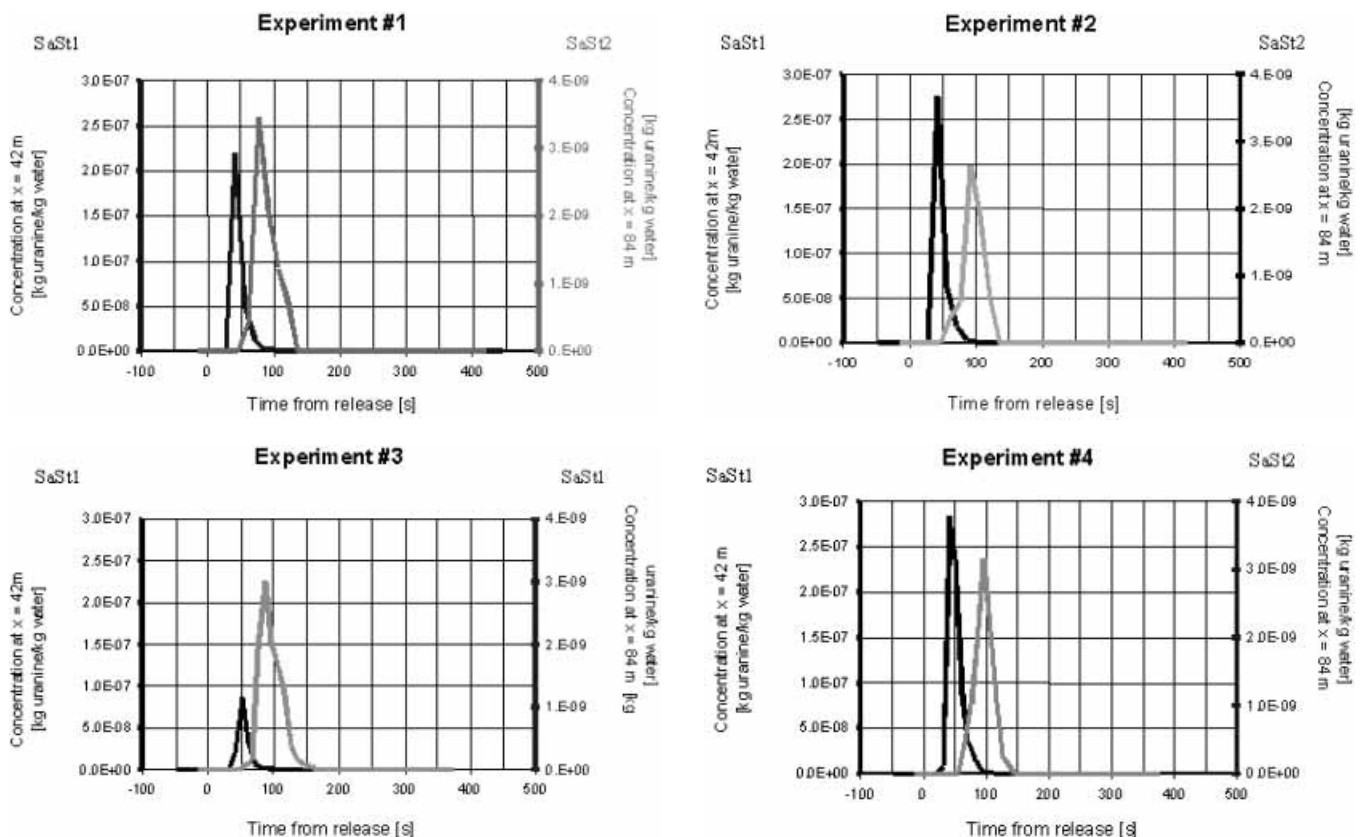 Experiment #1
SaSt1
SaSt2
Concentration at x = 42m
[kg uranine/kg water]
3.0E-07
2.5E-07
2.0E-07
1.5E-07
1.0E-07
5.0E-08
0.0E+00
4.E-09
3.E-09
2.E-09
1.E-09
0.E+00
[kg uranine/kg water]
Concentration at x = 84 m
-100 0 100 200 300 400 500
Time from release [s]
Experiment #2
SaSt1
SaSt2
Concentration at x = 42m
[kg uranine/kg water]
3.0E-07
2.5E-07
2.0E-07
1.5E-07
1.0E-07
5.0E-08
0.0E+00
4.E-09
3.E-09
2.E-09
1.E-09
0.E+00
[kg uranine/kg water]
Concentration at x = 84 m
-100 0 100 200 300 400 500
Time from release [s]
Experiment #3
SaSt1
SaSt1
Concentration at x = 42m
[kg uranine/kg water]
3.0E-07
2.5E-07
2.0E-07
1.5E-07
1.0E-07
5.0E-08
0.0E+00
4.E-09
3.E-09
2.E-09
1.E-09
0.E+00
uranine/kg water]
Concentration at x = 84 m [kg
-100 0 100 200 300 400 500
Time from release [s]
Experiment #4
SaSt1
SaSt2
Concentration at x = 42 m
[kg uranine/kg water]
3.0E-07
2.5E-07
2.0E-07
1.5E-07
1.0E-07
5.0E-08
0.0E+00
4.E-09
3.E-09
2.E-09
1.E-09
0.E+00
[kg uranine/kg water]
Concentration at x = 84 m
-100 0 100 200 300 400 500
Time from release [s]